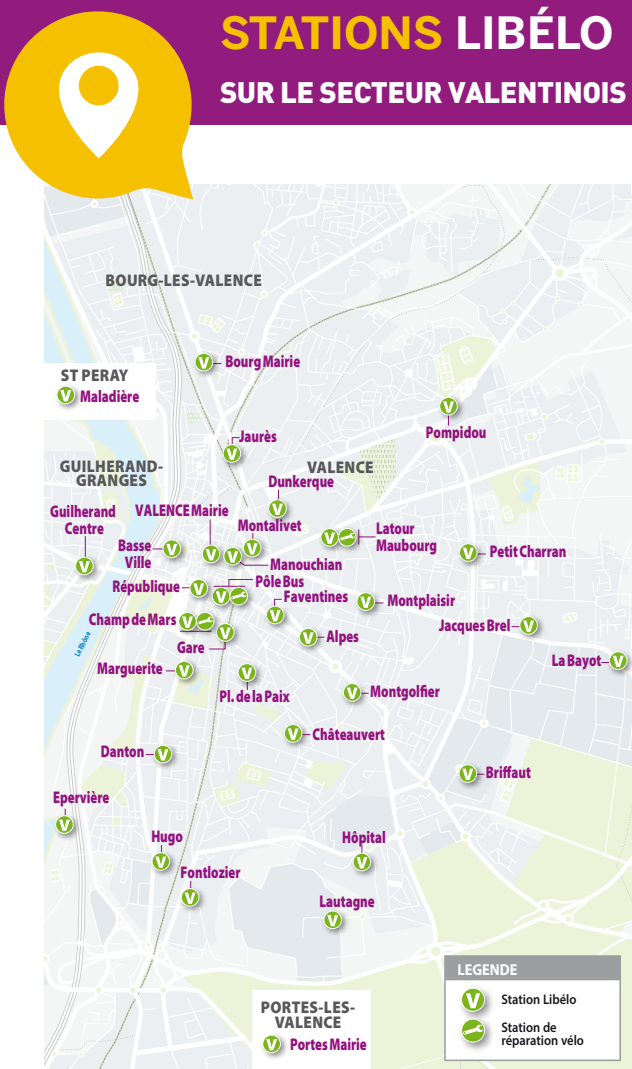 STATIONS LIBÉLO
SUR LE SECTEUR VALENTINOIS
BOURG-LES-VALENCE
Bourg Mairie
ST PERAY
V Maladière
Pompidou
Jaurès
GUILHERAND-
GRANGES
VALENCE
Dunkerque
Guilherand
Centre
VALENCE Mairie
Montalivet
Latour
Maubourg
Basse
Ville
Manouchian
Petit Charran
République
Pôle Bus
Faventines
Montplaisir
Champ de Mars
Jacques Brel
Le Rhône
Gare
Alpes
La Bayot
Marguerite
Pl. de la Paix
Montgolfier
Châteauvert
Danton
Briffaut
Epervière
Hugo
Hôpital
Fontlozier
Lautagne
PORTES-LES-
VALENCE
V Portes Mairie
LEGENDE
V Station Libélo
Station de
réparation vélo